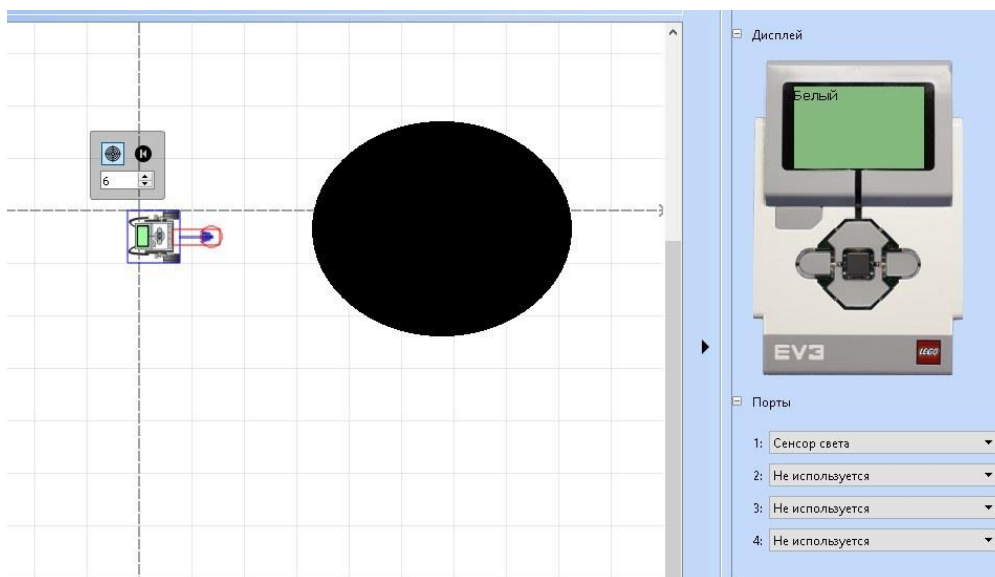 6
Дисплей
Белый
EV3
LEGO
Порты
1: Сенсор света
2: Не используется
3: Не используется
4: Не используется